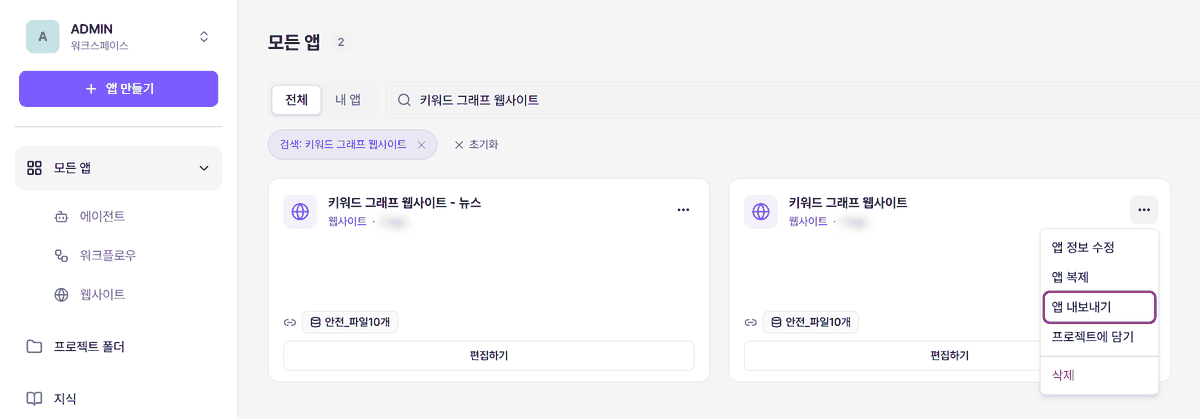 A
ADMIN
워크스페이스
+ 앱 만들기
모든 앱
에이전트
워크플로우
웹사이트
프로젝트 폴더
지식
모든 앱 2
전체 내 앱
키워드 그래프 웹사이트
검색: 키워드 그래프 웹사이트 ×
× 초기화
키워드 그래프 웹사이트 - 뉴스
웹사이트 ·
안전_파일10개
편집하기
키워드 그래프 웹사이트
웹사이트 ·
안전_파일10개
편집하기
앱 정보 수정
앱 복제
앱 내보내기
프로젝트에 담기
삭제